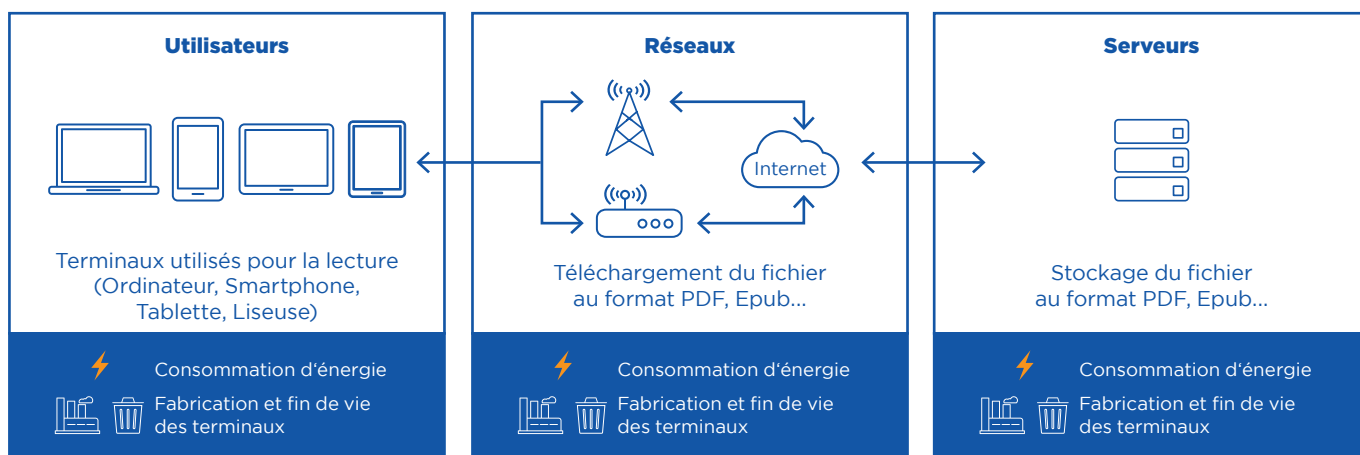 Utilisateurs
Terminaux utilisés pour la lecture
(Ordinateur, Smartphone,
Tablette, Liseuse)
Consommation d‘énergie
Fabrication et fin de vie
des terminaux
Réseaux
Internet
Téléchargement du fichier
au format PDF, Epub...
Consommation d‘énergie
Fabrication et fin de vie
des terminaux
Serveurs
Stockage du fichier
au format PDF, Epub...
Consommation d‘énergie
Fabrication et fin de vie
des terminaux